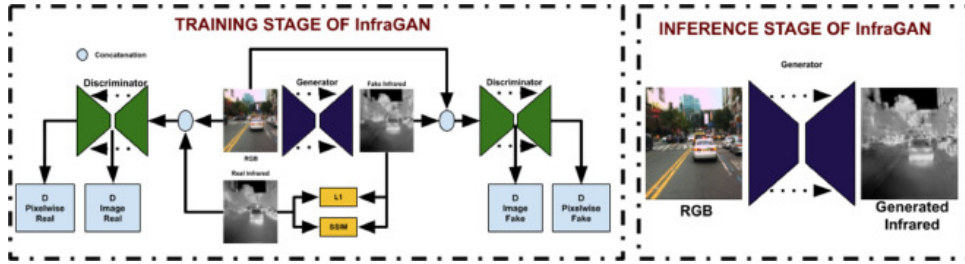 TRAINING STAGE OF InfraGAN
Concatenation
Discriminator
Generator
Fake Infrared
Discriminator
RGB
Real Infrared
D
Pixelwise
Real
D
Image
Real
L1
SSIM
D
Image
Fake
D
Pixelwise
Fake
INFERENCE STAGE OF InfraGAN
Generator
RGB
Generated
Infrared